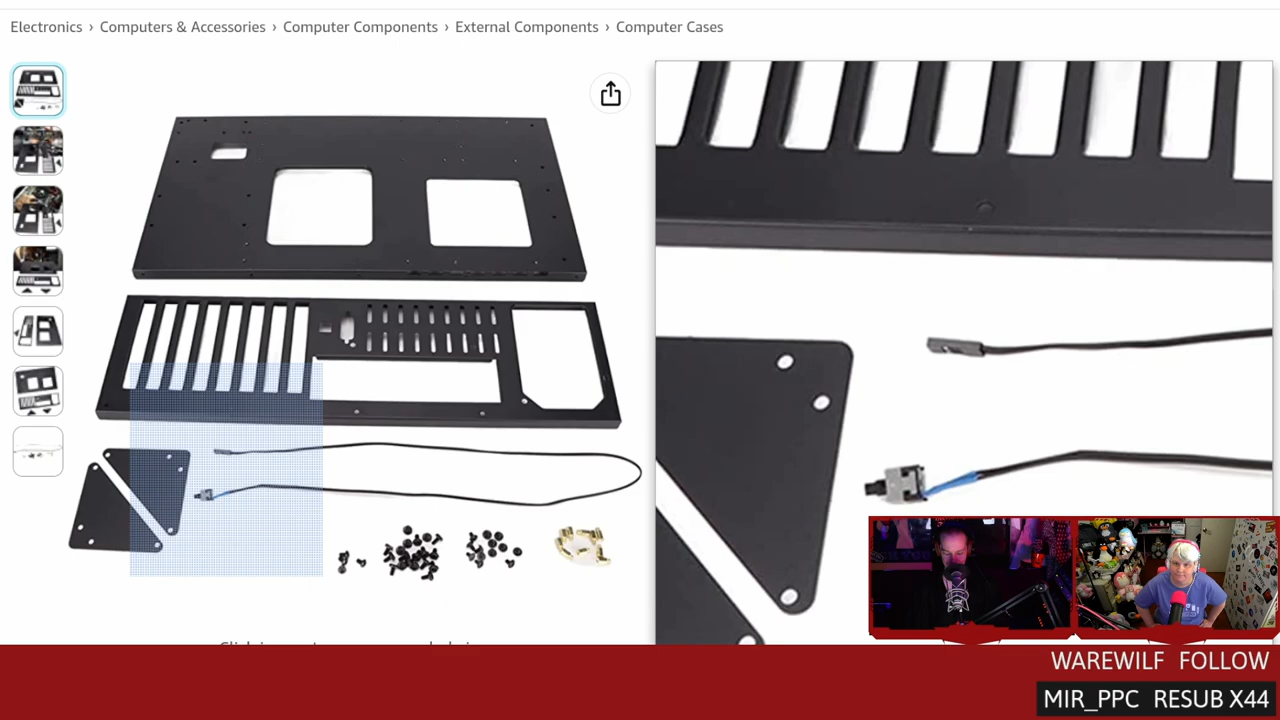 Electronics › Computers & Accessories › Computer Components › External Components › Computer Cases
WAREWILF FOLLOW
MIR_PPC RESUB X44